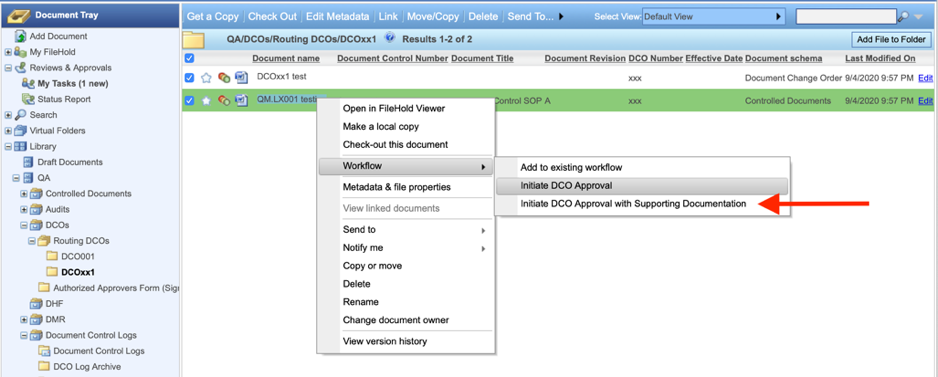 Document Tray
Get a Copy Check Out Edit Metadata Link Move/Copy Delete Send To...
Select View: Default View
Add Document
My FileHold
Reviews & Approvals
My Tasks (1 new)
Status Report
Search
Virtual Folders
Library
Draft Documents
QA
Controlled Documents
Audits
DCOs
Routing DCOs
DCO001
DCOxx1
Authorized Approvers Form (Sig
DHF
DMR
Document Control Logs
Document Control Logs
DCO Log Archive
QA/DCOs/Routing DCOs/DCOxx1 Results 1-2 of 2
Add File to Folder
Document name Document Control Number Document Title Document Revision DCO Number Effective Date Document schema Last Modified On
DCOxx1 test xxx Document Change Order 9/4/2020 9:57 PM Edit
QM.LX001 testi Control SOP A xxx Controlled Documents 9/4/2020 9:57 PM Edit
Open in FileHold Viewer
Make a local copy
Check-out this document
Workflow
Metadata & file properties
View linked documents
Send to
Notify me
Copy or move
Delete
Rename
Change document owner
View version history
Add to existing workflow
Initiate DCO Approval
Initiate DCO Approval with Supporting Documentation